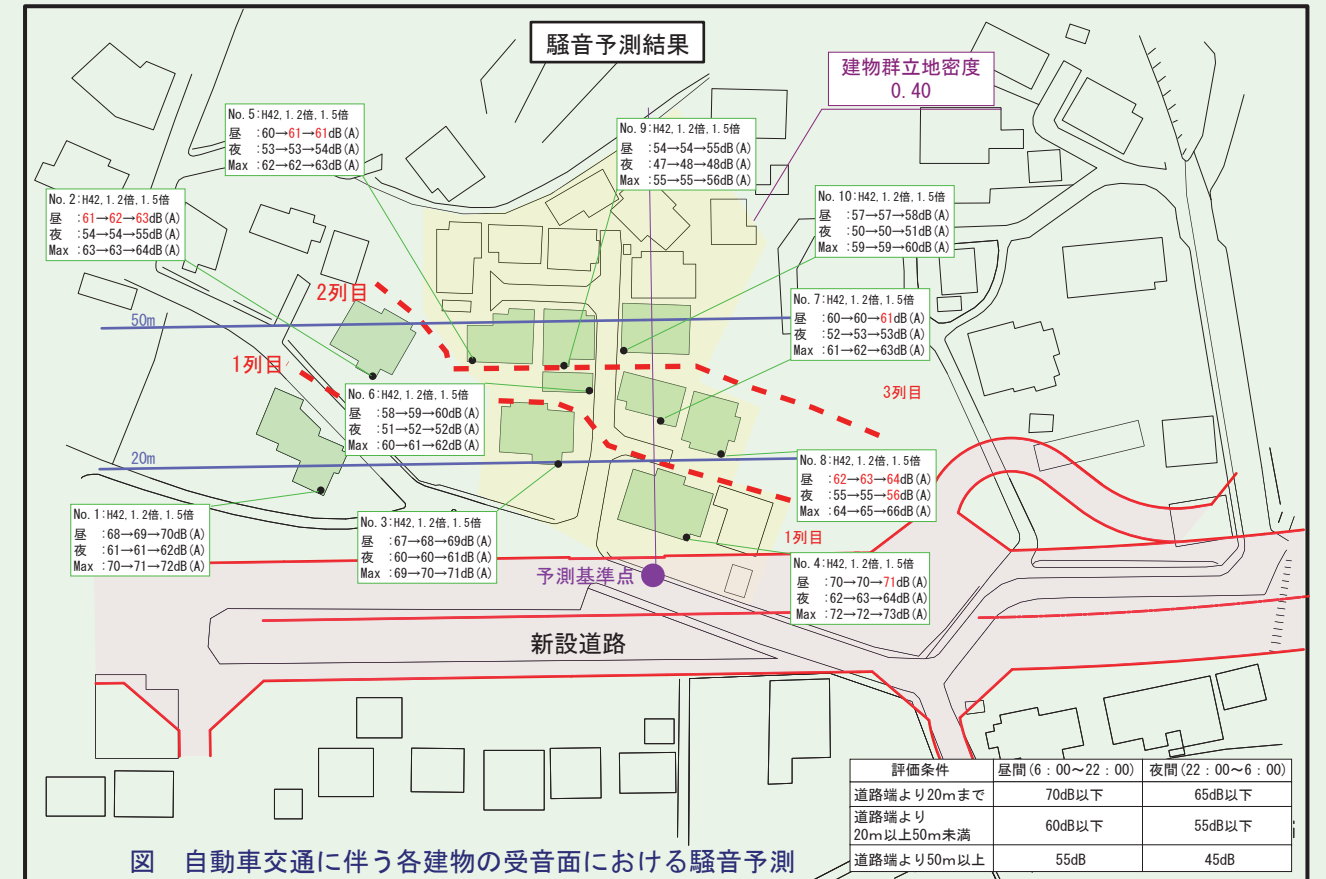 騒音予測結果
建物群立地密度
0.40
No.5:H42,1.2倍,1.5倍
昼 :60→61→61dB(A)
夜 :53→53→54dB(A)
Max :62→62→63dB(A)
No.9:H42,1.2倍,1.5倍
昼 :54→54→55dB(A)
夜 :47→48→48dB(A)
Max :55→55→56dB(A)
No.2:H42,1.2倍,1.5倍
昼 :61→62→63dB(A)
夜 :54→54→55dB(A)
Max :63→63→64dB(A)
No.10:H42,1.2倍,1.5倍
昼 :57→57→58dB(A)
夜 :50→50→51dB(A)
Max :59→59→60dB(A)
2列目
50m
No.7:H42,1.2倍,1.5倍
昼 :60→60→61dB(A)
夜 :52→53→53dB(A)
Max :61→62→63dB(A)
1列目
3列目
No.6:H42,1.2倍,1.5倍
昼 :58→59→60dB(A)
夜 :51→52→52dB(A)
Max :60→61→62dB(A)
20m
No.8:H42,1.2倍,1.5倍
昼 :62→63→64dB(A)
夜 :55→55→56dB(A)
Max :64→65→66dB(A)
No.1:H42,1.2倍,1.5倍
昼 :68→69→70dB(A)
夜 :61→61→62dB(A)
Max :70→71→72dB(A)
No.3:H42,1.2倍,1.5倍
昼 :67→68→69dB(A)
夜 :60→60→61dB(A)
Max :69→70→71dB(A)
1列目
No.4:H42,1.2倍,1.5倍
昼 :70→70→71dB(A)
夜 :62→63→64dB(A)
Max :72→72→73dB(A)
予測基準点
新設道路
評価条件 昼間(6:00～22:00) 夜間(22:00～6:00)
道路端より20mまで 70dB以下 65dB以下
道路端より
20m以上50m未満 60dB以下 55dB以下
道路端より50m以上 55dB 45dB
図 自動車交通に伴う各建物の受音面における騒音予測